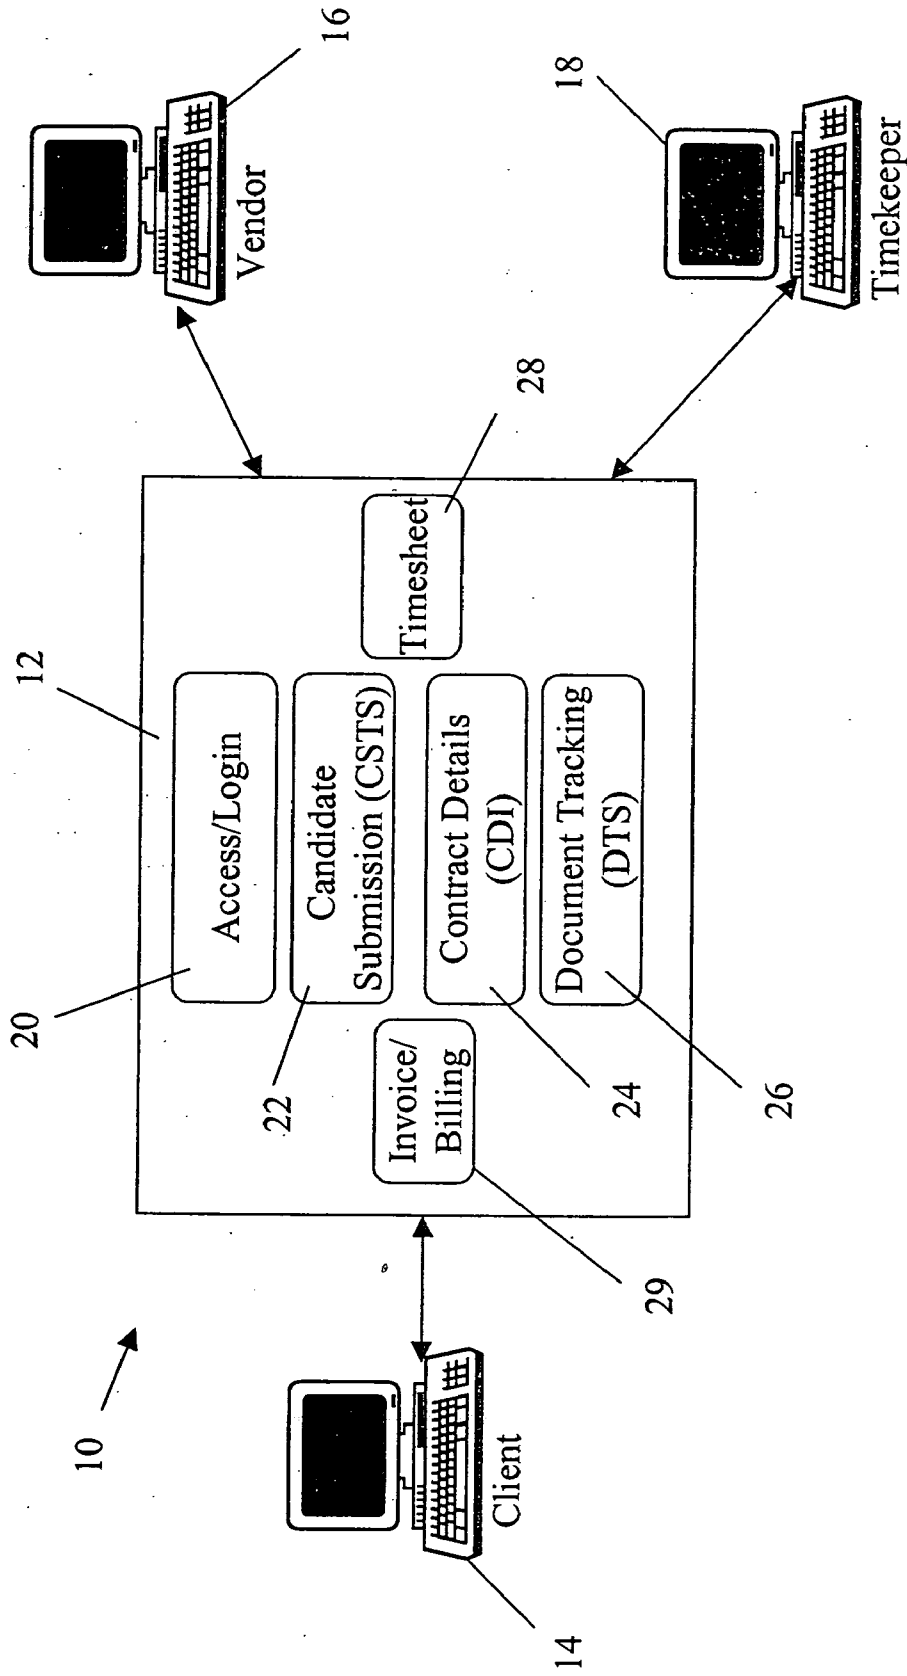 10
12
20
Access/Login
22
Candidate
Submission (CSTS)
Invoice/
Billing
29
Contract Details
(CDI)
24
Document Tracking
(DTS)
26
Timesheet
28
Client
14
Vendor
16
Timekeeper
18